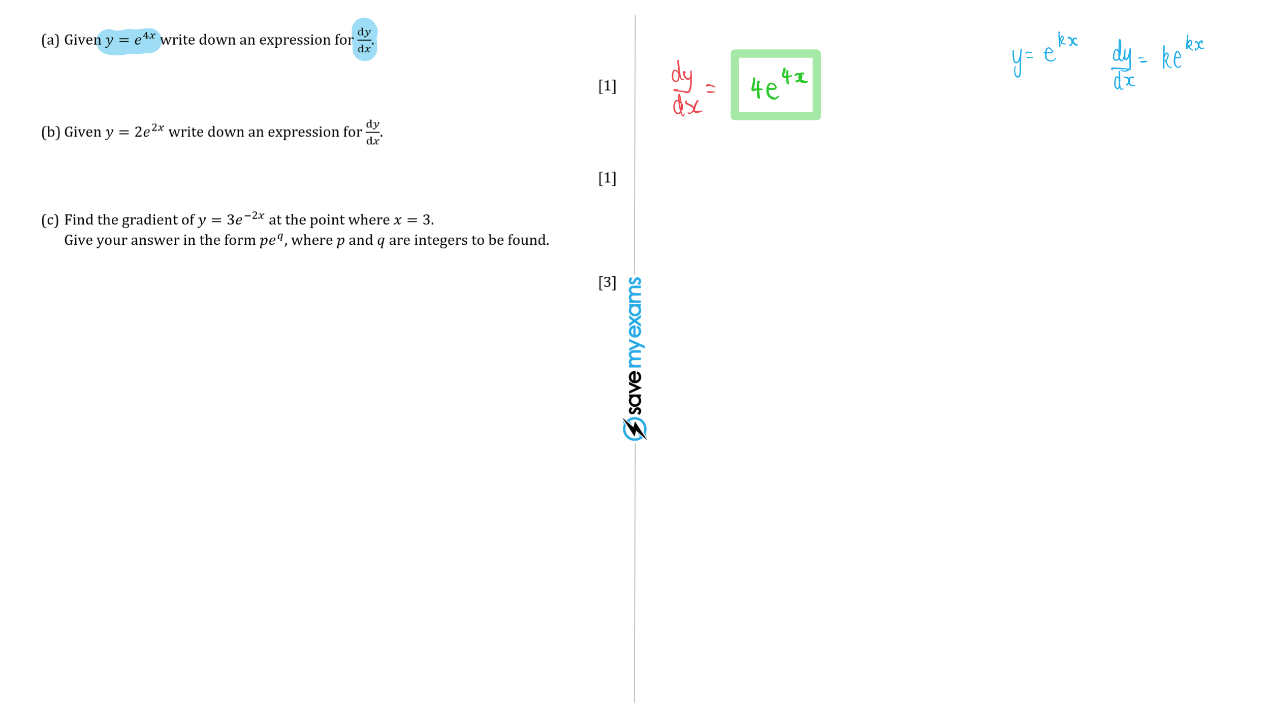 (a) Given y = e^{4x} write down an expression for dy/dx.
[1]
(b) Given y = 2e^{2x} write down an expression for dy/dx.
[1]
(c) Find the gradient of y = 3e^{−2x} at the point where x = 3.
Give your answer in the form pe^q, where p and q are integers to be found.
[3]
save my exams
dy/dx = 4e^{4x}
y = e^{kx} dy/dx = ke^{kx}